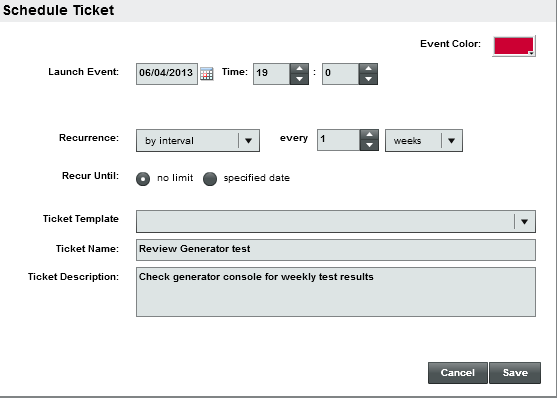 Schedule Ticket
Event Color:
Launch Event: 06/04/2013 Time: 19 : 0
Recurrence: by interval every 1 weeks
Recur Until: no limit specified date
Ticket Template
Ticket Name: Review Generator test
Ticket Description: Check generator console for weekly test results
Cancel Save